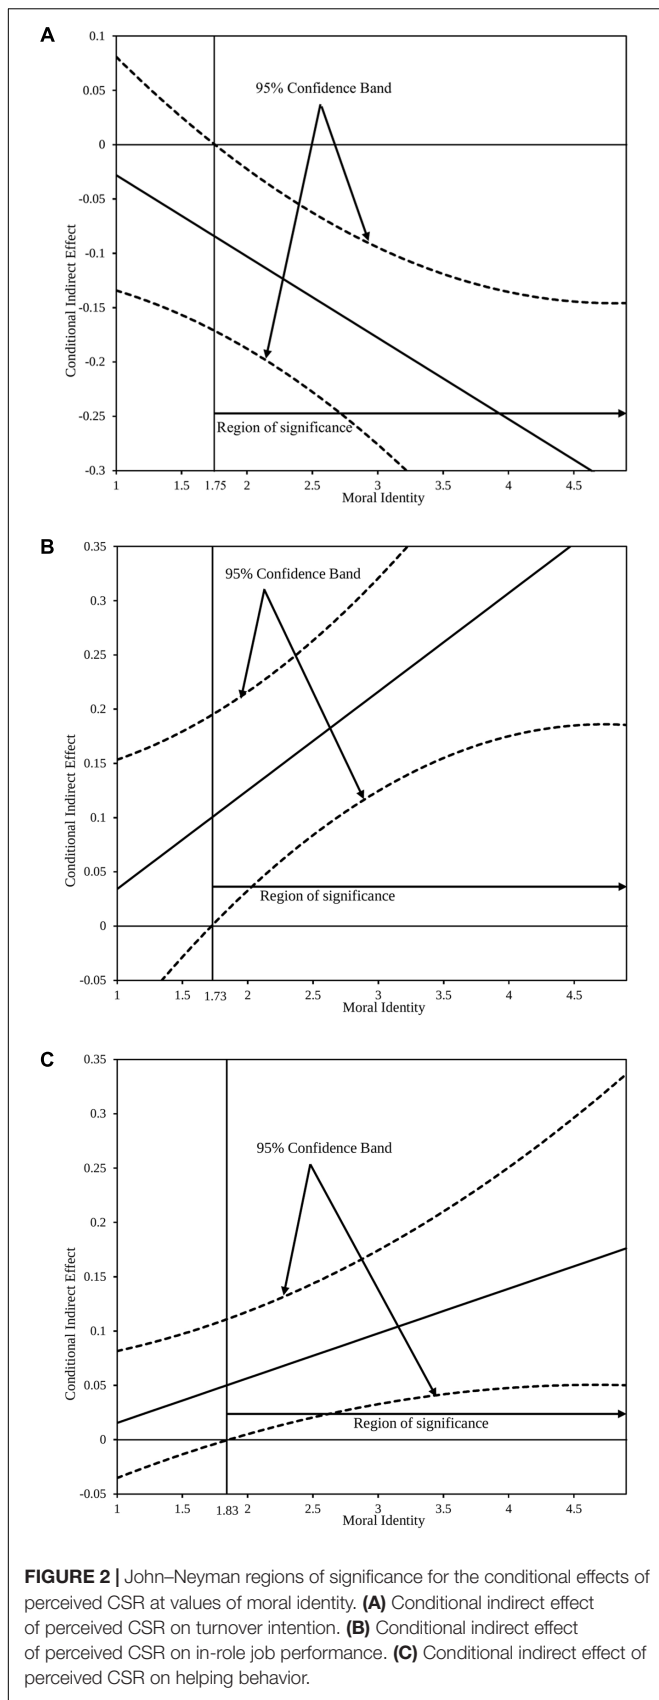 A
0.1
95% Confidence Band
0.05
0
-0.05
-0.1
-0.15
-0.2
-0.25
-0.3
Conditional Indirect Effect
Region of significance
1 1.5 1.75 2 2.5 3 3.5 4 4.5
Moral Identity
B
0.35
95% Confidence Band
0.3
0.25
0.2
0.15
0.1
0.05
0
-0.05
Conditional Indirect Effect
Region of significance
1 1.5 1.73 2 2.5 3 3.5 4 4.5
Moral Identity
C
0.35
0.3
95% Confidence Band
0.25
0.2
0.15
0.1
0.05
0
-0.05
Conditional Indirect Effect
Region of significance
1 1.5 1.83 2 2.5 3 3.5 4 4.5
Moral Identity
FIGURE 2 | John–Neyman regions of significance for the conditional effects of
perceived CSR at values of moral identity. (A) Conditional indirect effect
of perceived CSR on turnover intention. (B) Conditional indirect effect
of perceived CSR on in-role job performance. (C) Conditional indirect effect of
perceived CSR on helping behavior.